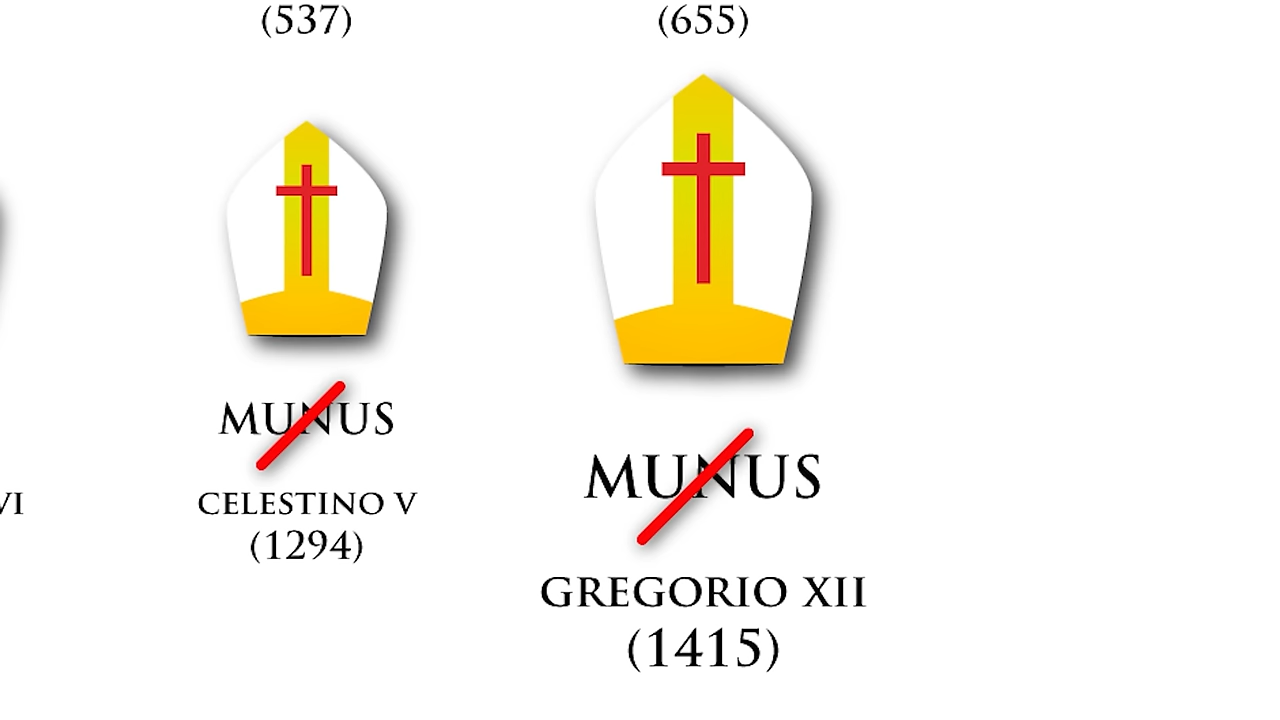 (537)
(655)
MUNUS
MUNUS
VI
CELESTINO V
(1294)
GREGORIO XII
(1415)